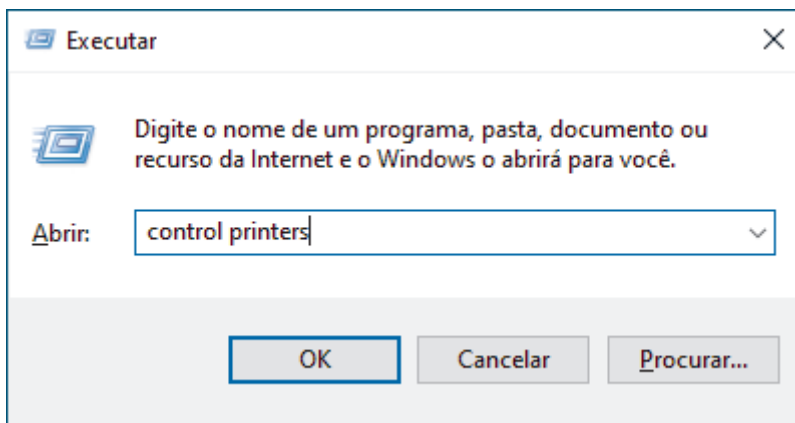 Executar
Digite o nome de um programa, pasta, documento ou
recurso da Internet e o Windows o abrirá para você.
Abrir: control printers
OK Cancelar Procurar...